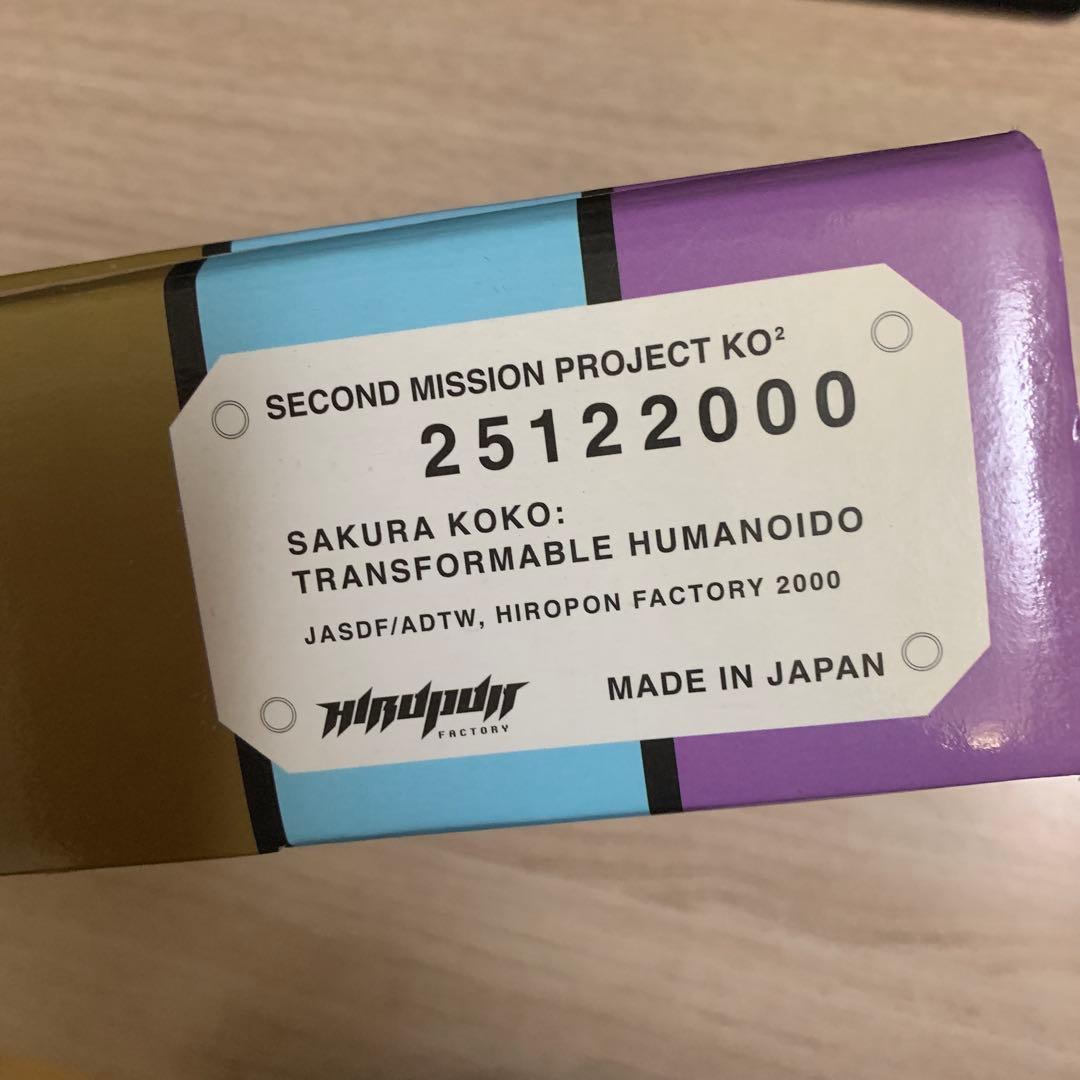 SECOND MISSION PROJECT KO²
25122000
SAKURA KOKO:
TRANSFORMABLE HUMANOIDO
JASDF/ADTW, HIROPON FACTORY 2000
HIROPON
FACTORY
MADE IN JAPAN